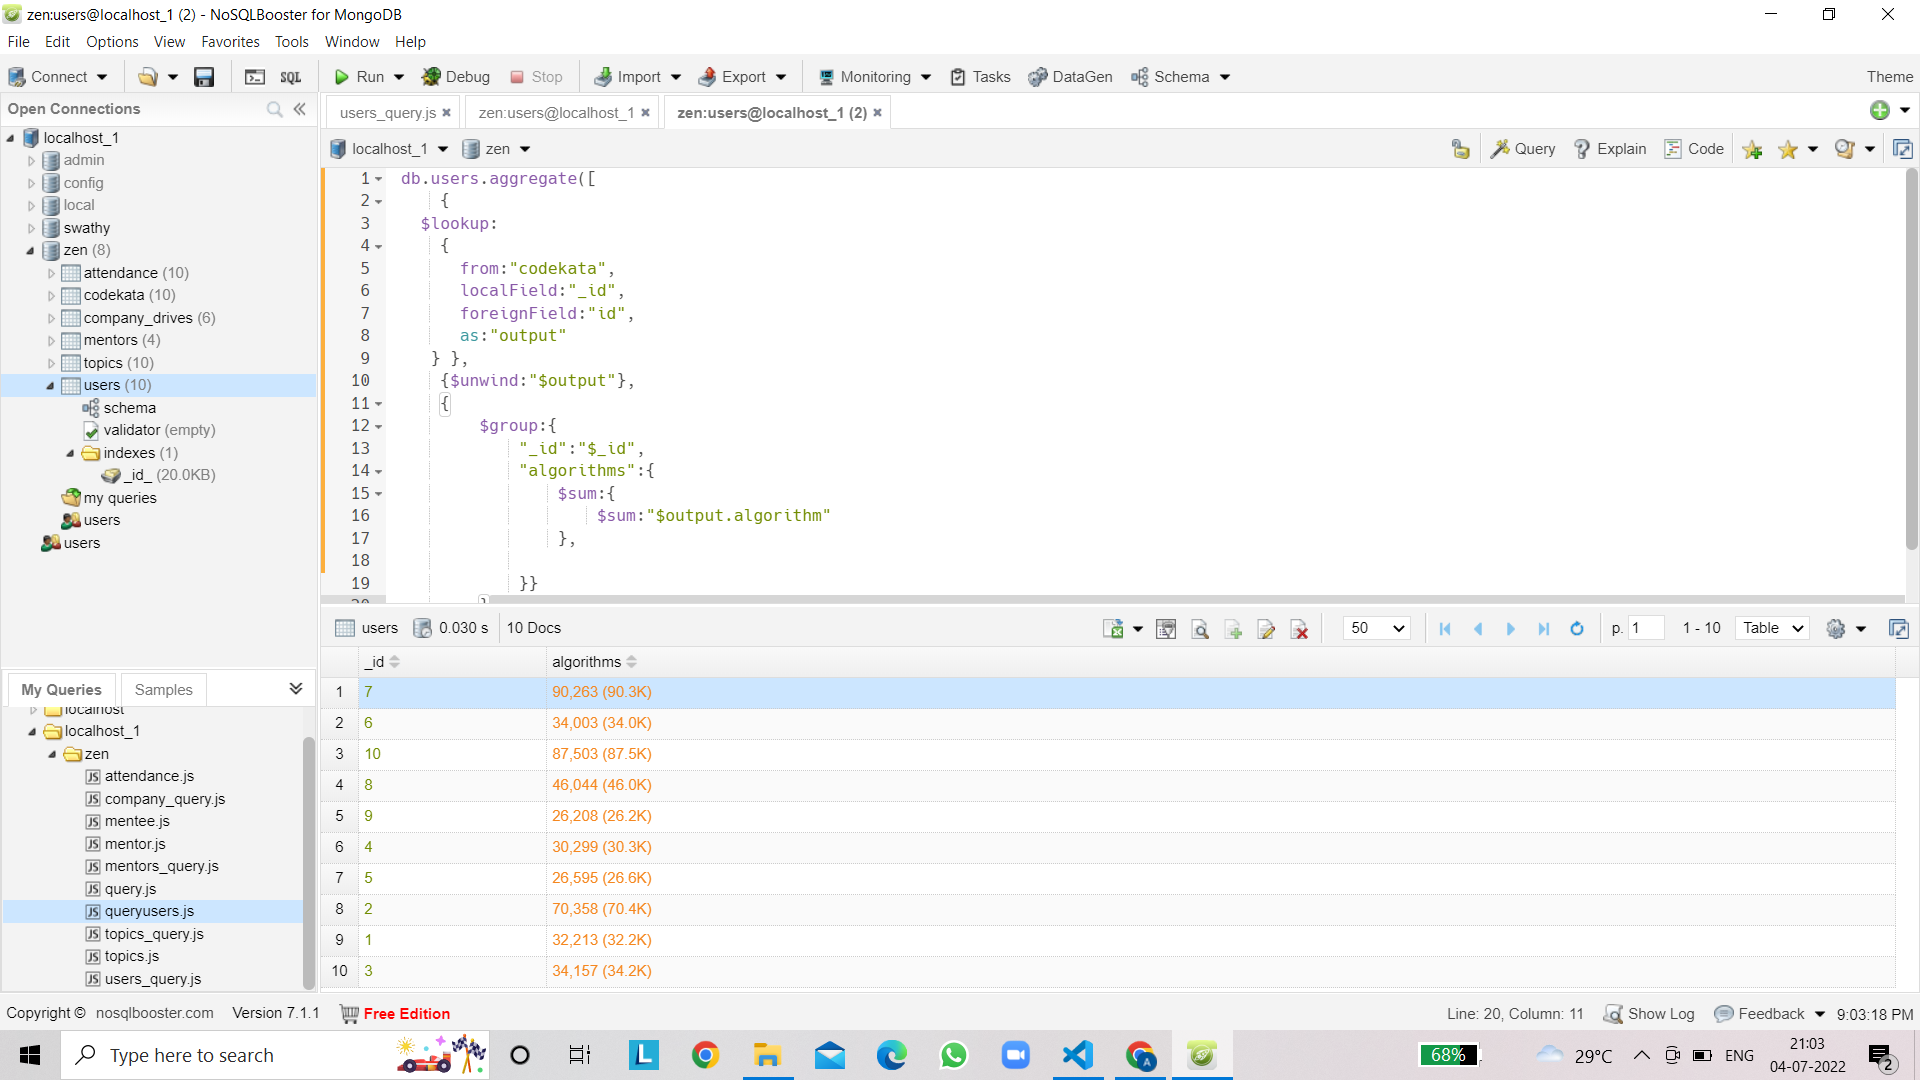 zen:users@localhost_1 (2) - NoSQLBooster for MongoDB
File Edit Options View Favorites Tools Window Help
Connect SQL Run Debug Stop Import Export Monitoring Tasks DataGen Schema Theme
Open Connections
localhost_1
admin
config
local
swathy
zen (8)
attendance (10)
codekata (10)
company_drives (6)
mentors (4)
topics (10)
users (10)
schema
validator (empty)
indexes (1)
_id_ (20.0KB)
my queries
users
users
My Queries Samples
localhost
localhost_1
zen
attendance.js
company_query.js
mentee.js
mentor.js
mentors_query.js
query.js
queryusers.js
topics_query.js
topics.js
users_query.js
users_query.js zen:users@localhost_1 zen:users@localhost_1 (2)
localhost_1 zen Query Explain Code
1 db.users.aggregate([
2 {
3 $lookup:
4 {
5 from:"codekata",
6 localField:"_id",
7 foreignField:"id",
8 as:"output"
9 } },
10 {$unwind:"$output"},
11 {
12 $group:{
13 "_id":"$_id",
14 "algorithms":{
15 $sum:{
16 $sum:"$output.algorithm"
17 },
18
19 }}
20 }
users 0.030 s 10 Docs 50 p. 1 1 - 10 Table
_id algorithms
1 7 90,263 (90.3K)
2 6 34,003 (34.0K)
3 10 87,503 (87.5K)
4 8 46,044 (46.0K)
5 9 26,208 (26.2K)
6 4 30,299 (30.3K)
7 5 26,595 (26.6K)
8 2 70,358 (70.4K)
9 1 32,213 (32.2K)
10 3 34,157 (34.2K)
Copyright © nosqlbooster.com Version 7.1.1 Free Edition Line: 20, Column: 11 Show Log Feedback 9:03:18 PM
Type here to search L 68% 29°C ENG 21:03
04-07-2022 2